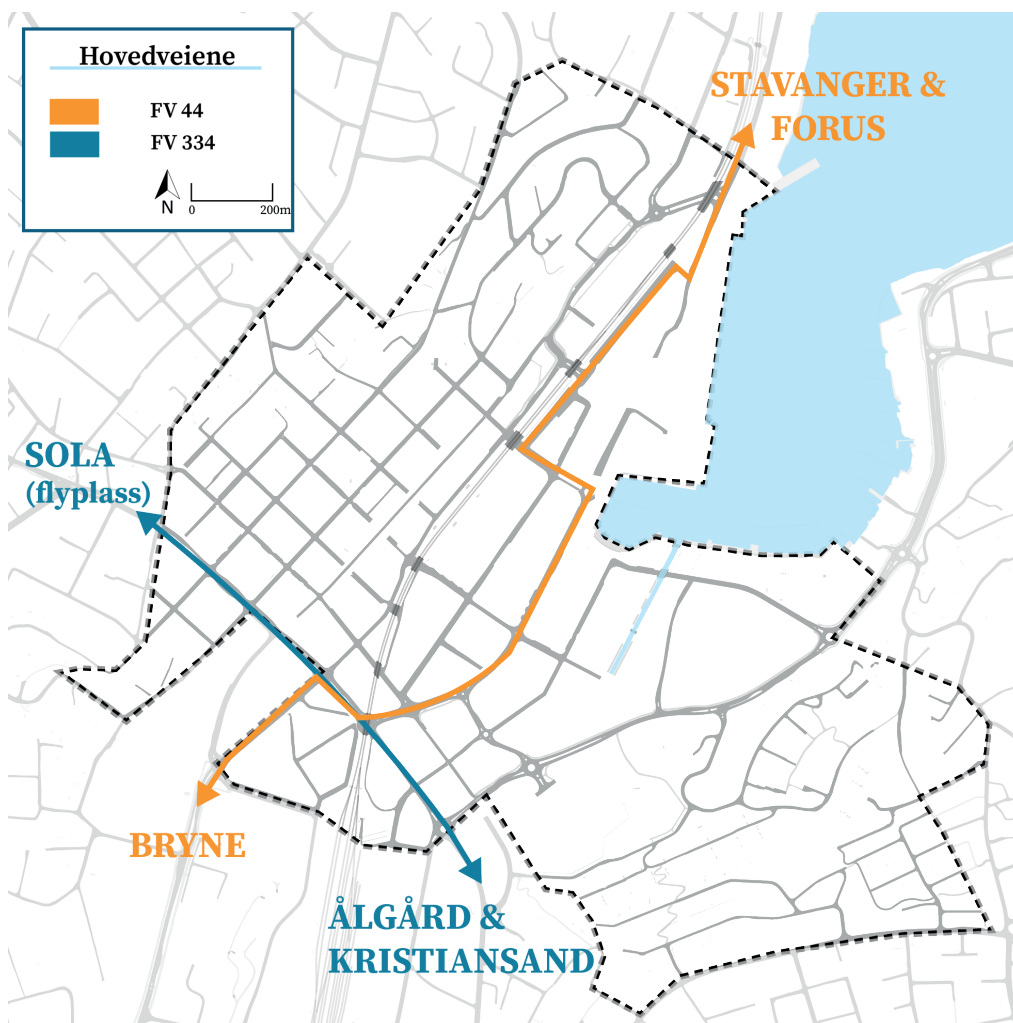 Hovedveiene
FV 44
FV 334
N
0
200m
STAVANGER &
FORUS
SOLA
(flyplass)
BRYNE
ÅLGÅRD &
KRISTIANSAND